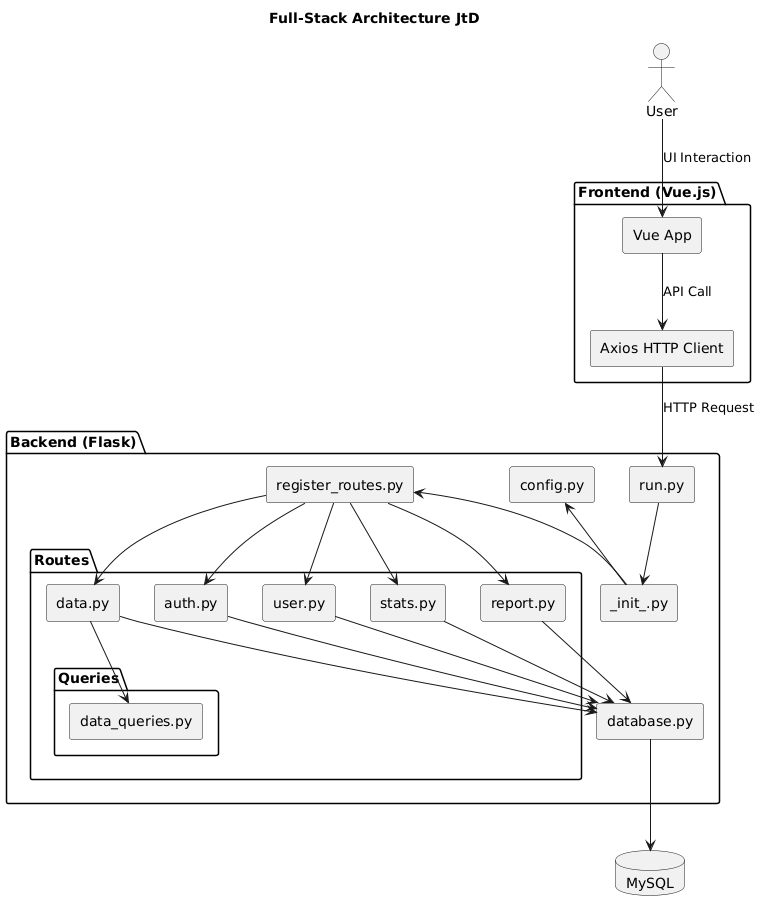 Full-Stack Architecture JtD
User
UI Interaction
Frontend (Vue.js)
Vue App
API Call
Axios HTTP Client
HTTP Request
Backend (Flask)
register_routes.py
config.py
run.py
Routes
data.py
auth.py
user.py
stats.py
report.py
_init_.py
Queries
data_queries.py
database.py
MySQL